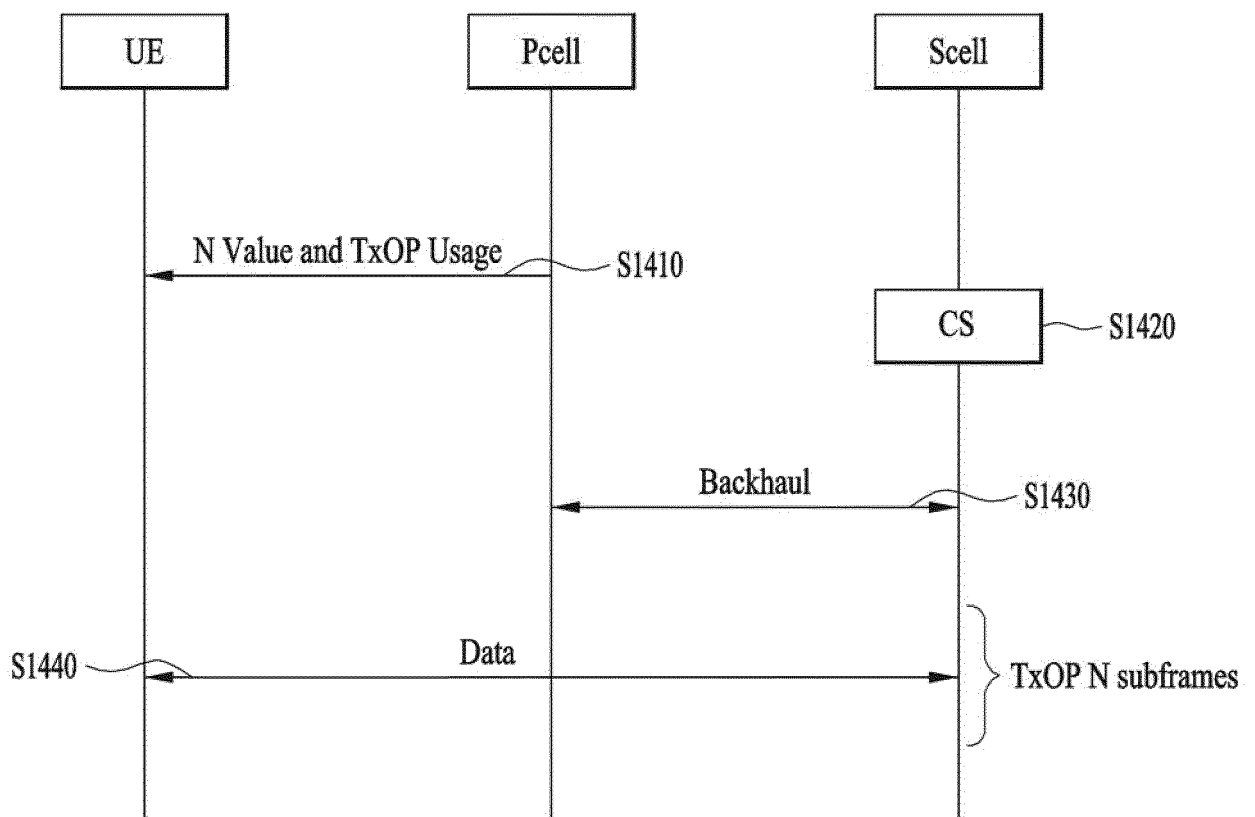 UE
Pcell
Scell
N Value and TxOP Usage
S1410
CS
S1420
Backhaul
S1430
S1440
Data
TxOP N subframes